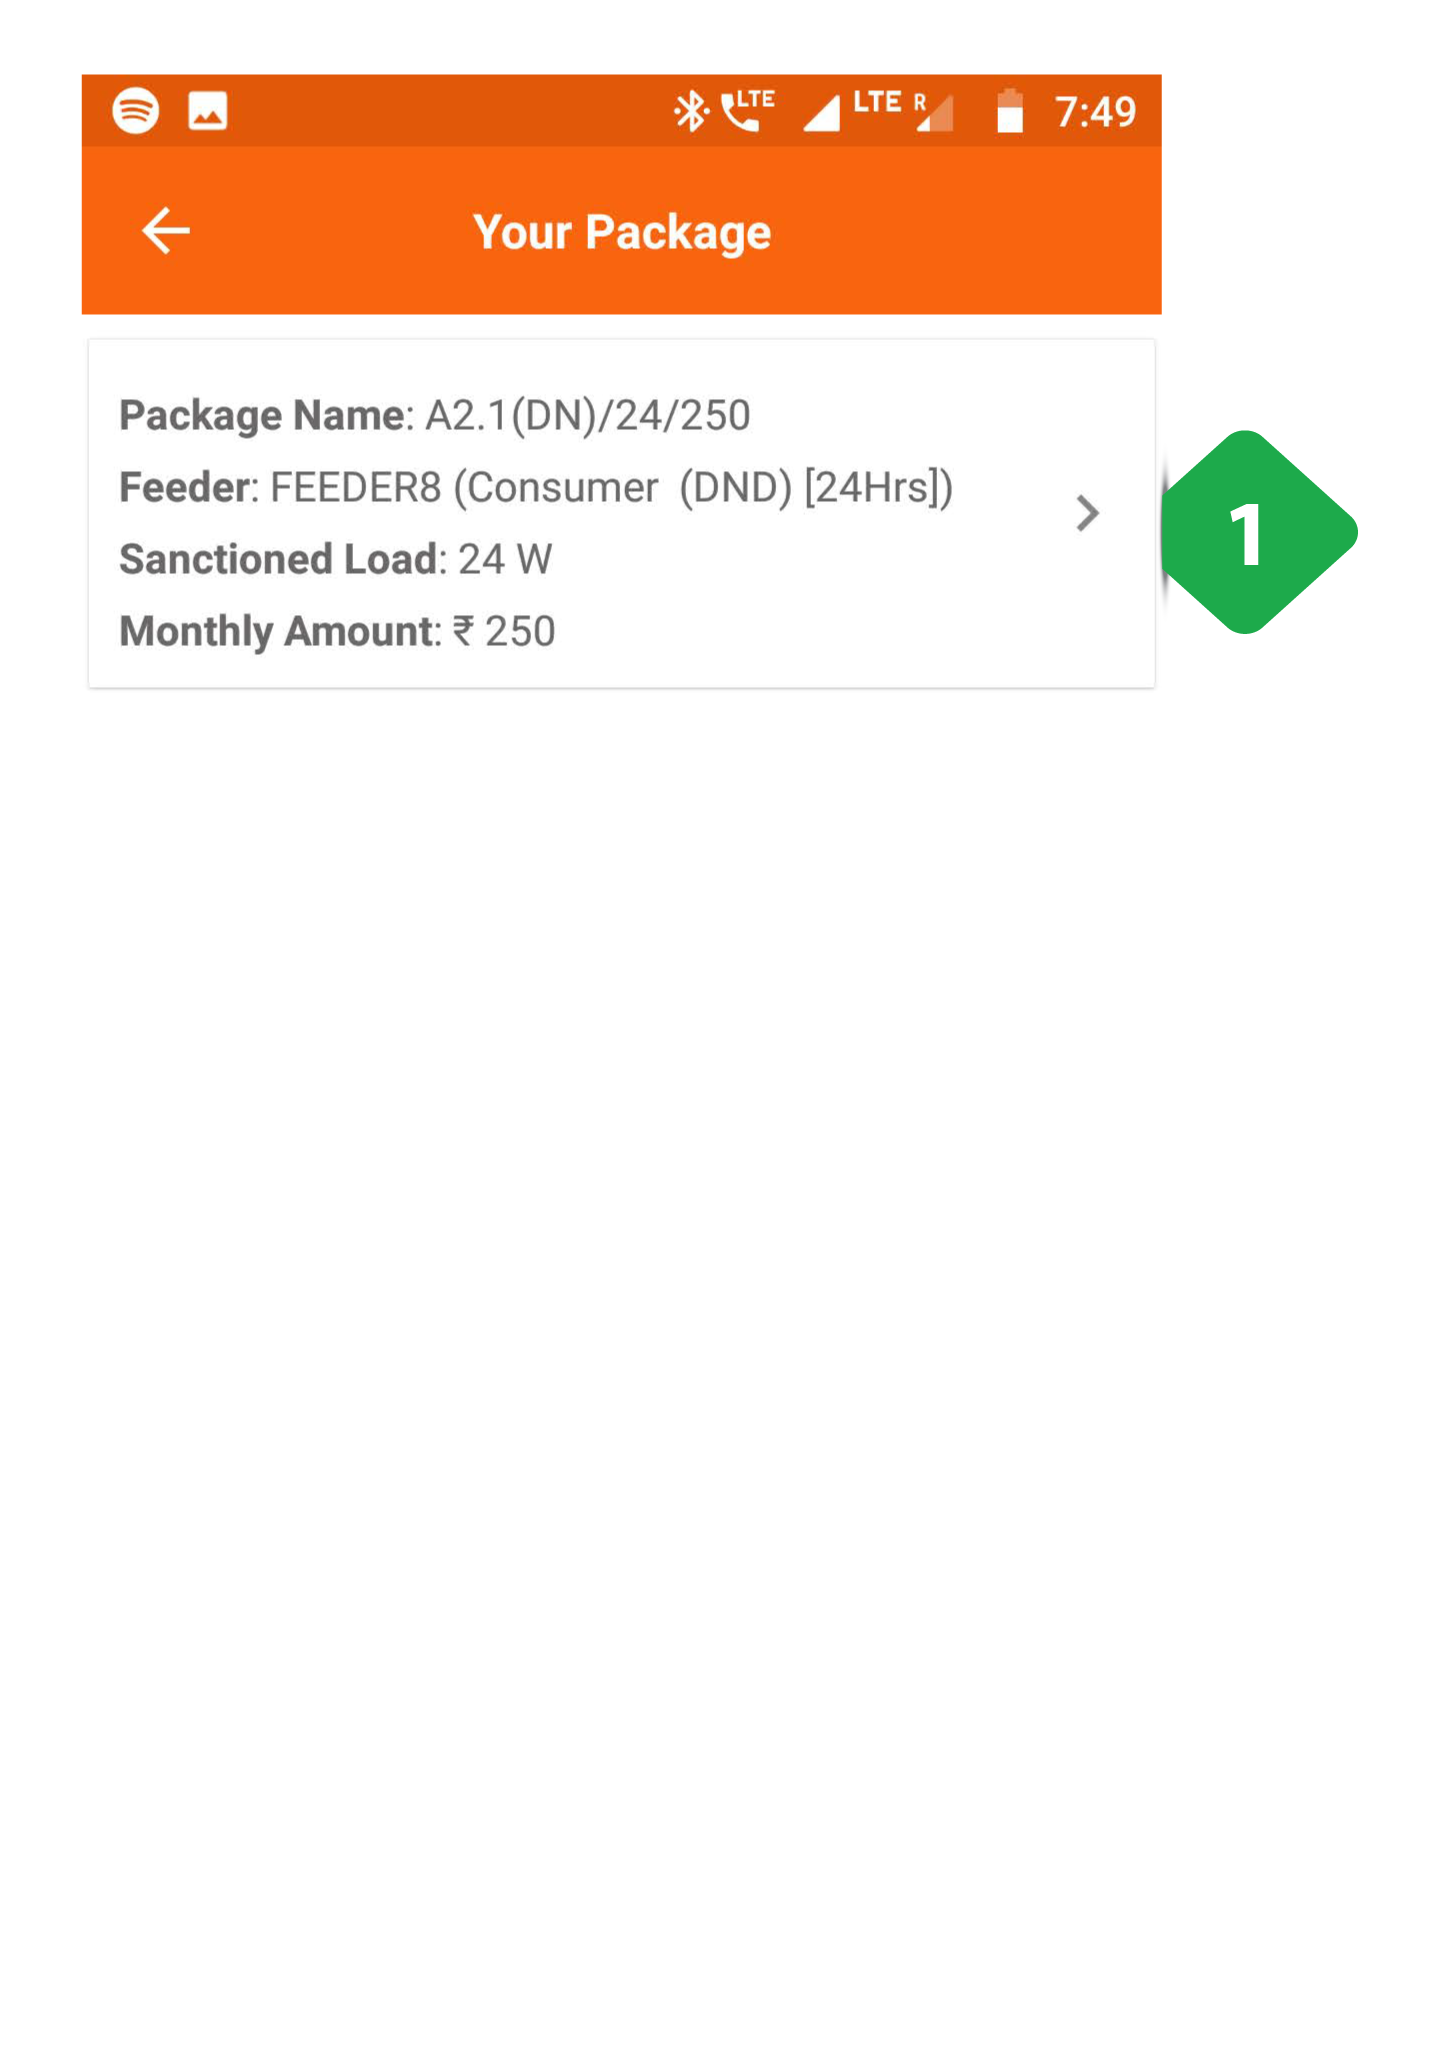 LTE LTE R 7:49
Your Package
Package Name: A2.1(DN)/24/250
Feeder: FEEDER8 (Consumer  (DND) [24Hrs])
Sanctioned Load: 24 W
Monthly Amount: ₹ 250
1